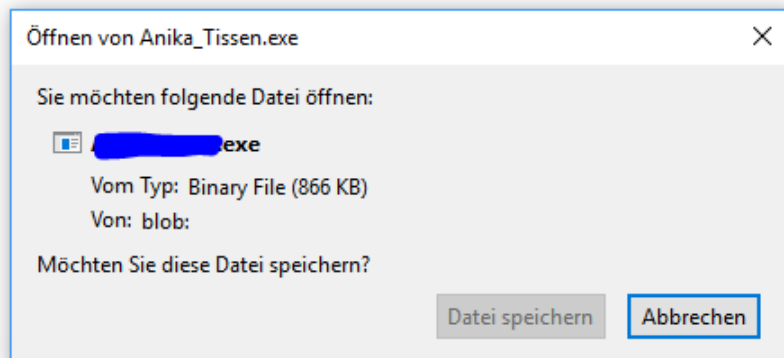 Öffnen von Anika_Tissen.exe
Sie möchten folgende Datei öffnen:
.exe
Vom Typ: Binary File (866 KB)
Von: blob:
Möchten Sie diese Datei speichern?
Datei speichern Abbrechen